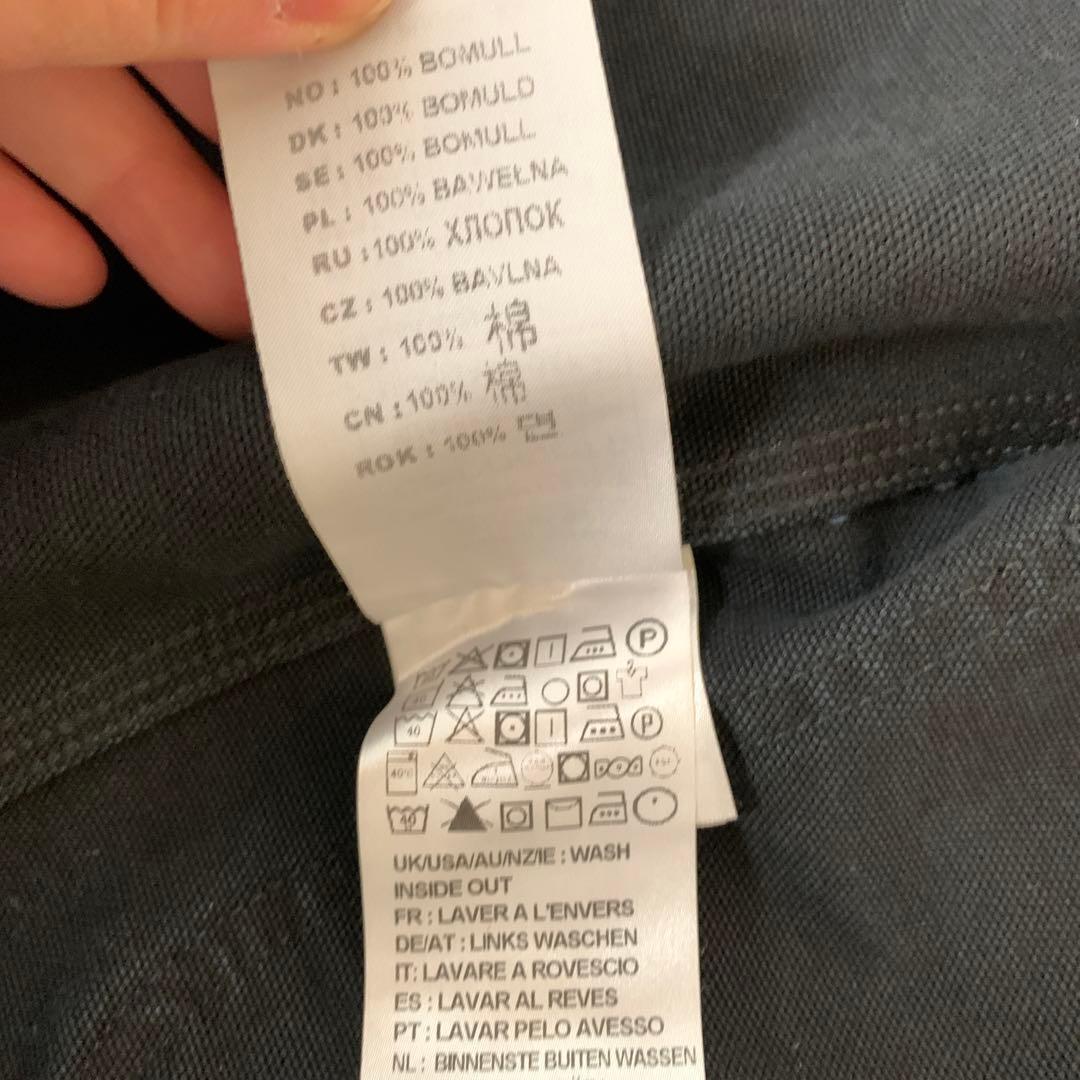 NO : 100% BOMULL
DK : 100% BOMULD
SE : 100% BOMULL
PL : 100% BAWEŁNA
RU : 100% ХЛОПОК
CZ : 100% BAVLNA
TW : 100% 棉
CN : 100% 棉
ROK : 100% 면
P
40 P
40°C
40
UK/USA/AU/NZ/IE : WASH
INSIDE OUT
FR : LAVER A L'ENVERS
DE/AT : LINKS WASCHEN
IT: LAVARE A ROVESCIO
ES : LAVAR AL REVES
PT : LAVAR PELO AVESSO
NL : BINNENSTE BUITEN WASSEN